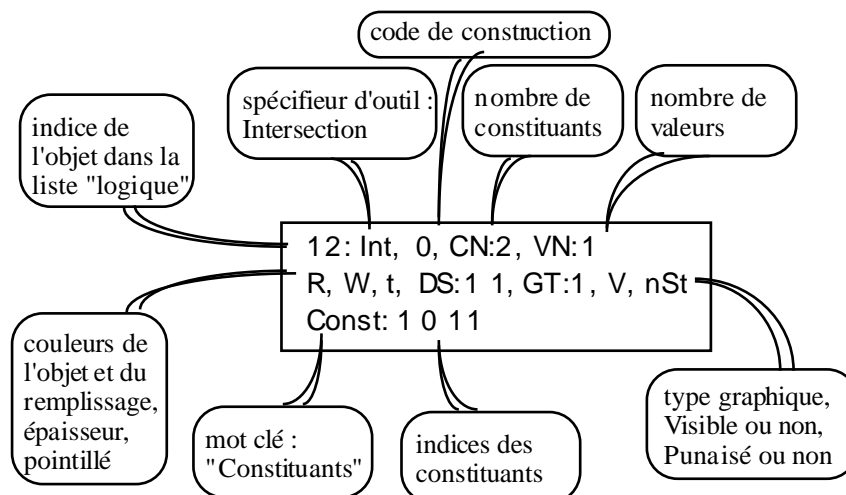 code de construction
spécifieur d'outil :
Intersection
nombre de
constituants
nombre de
valeurs
indice de
l'objet dans la
liste "logique"
12: Int, 0, CN:2, VN:1
R, W, t, DS:1 1, GT:1, V, nSt
Const: 1 0 1 1
couleurs de
l'objet et du
remplissage,
épaisseur,
pointillé
mot clé :
"Constituants"
indices des
constituants
type graphique,
Visible ou non,
Punaisé ou non